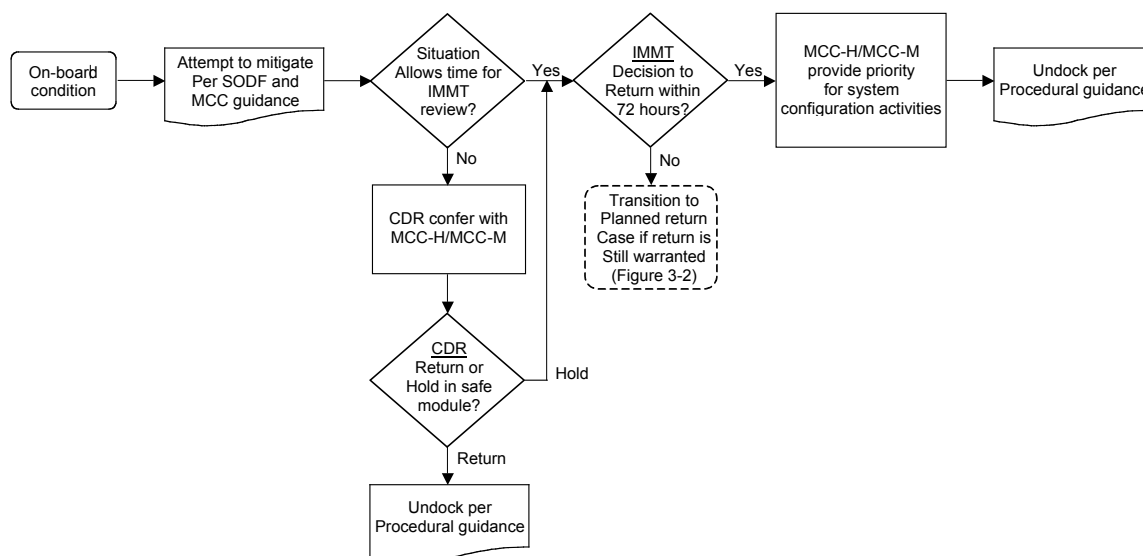 On-board
condition
Attempt to mitigate
Per SODF and
MCC guidance
Situation
Allows time for
IMMT
review?
Yes
IMMT
Decision to
Return within
72 hours?
Yes
MCC-H/MCC-M
provide priority
for system
configuration activities
Undock per
Procedural guidance
No
CDR confer with
MCC-H/MCC-M
No
Transition to
Planned return
Case if return is
Still warranted
(Figure 3-2)
CDR
Return or
Hold in safe
module?
Hold
Return
Undock per
Procedural guidance